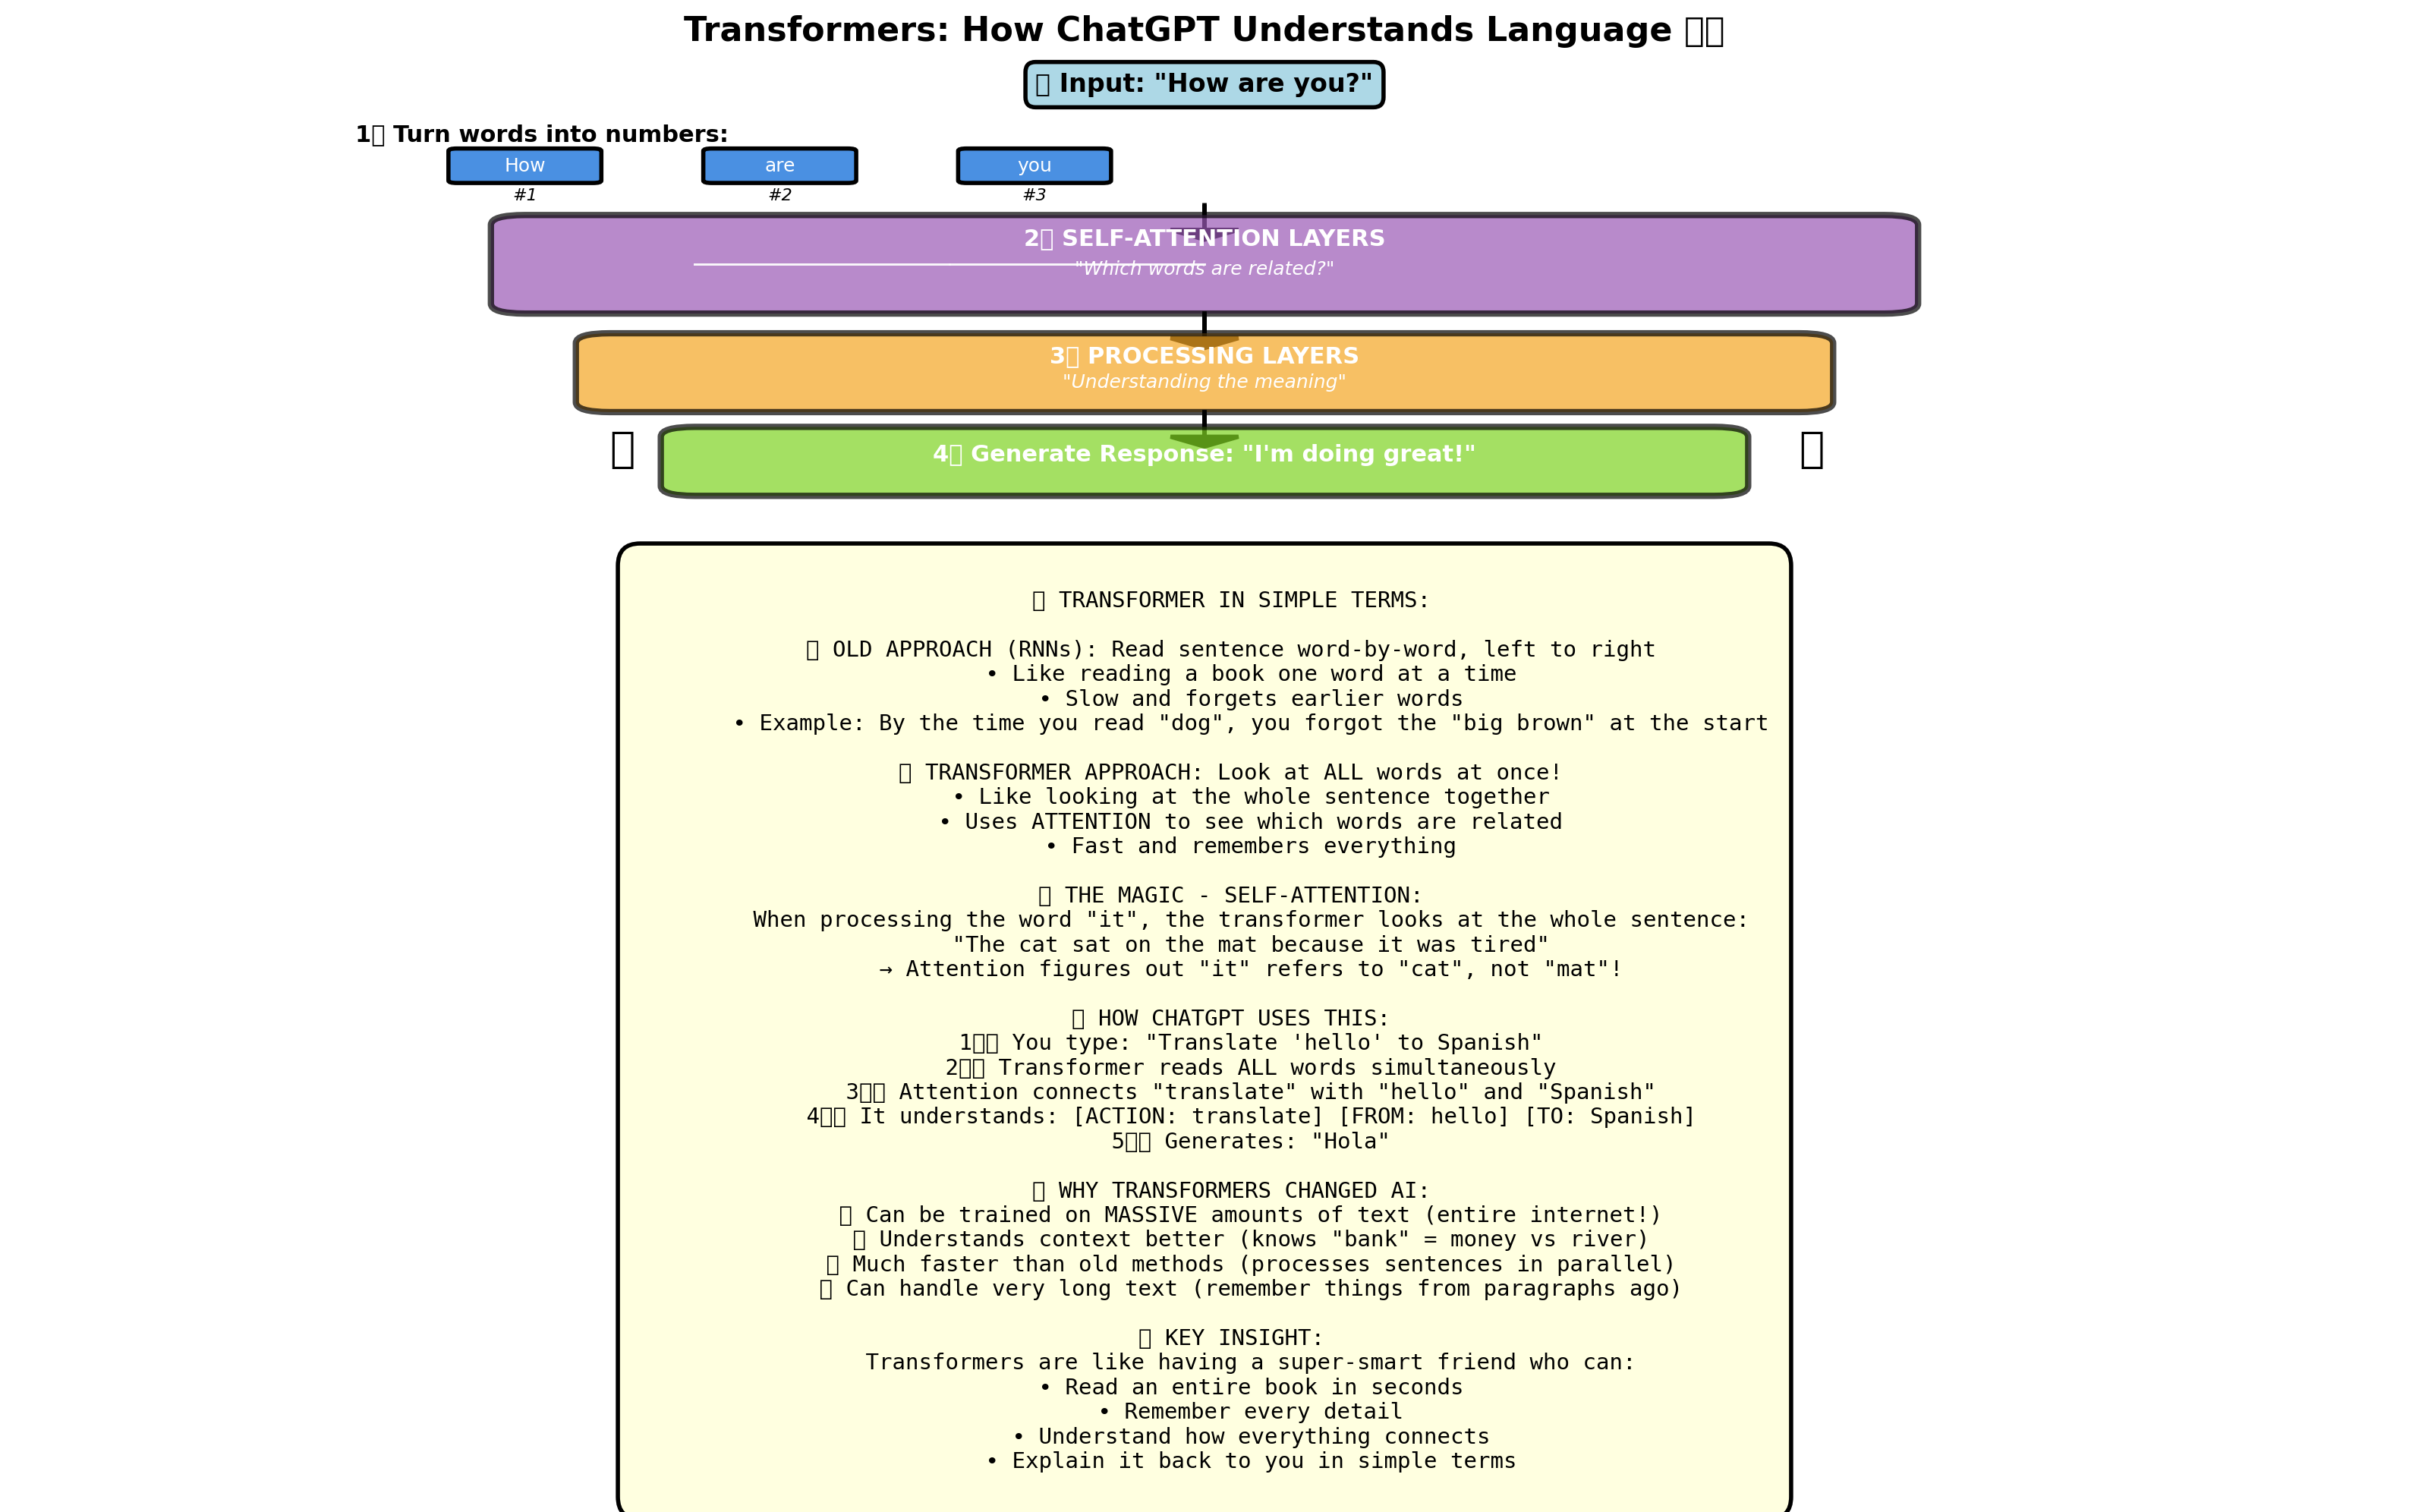 Transformers: How ChatGPT Understands Language
Input: "How are you?"
1 Turn words into numbers:
How are you
#1 #2 #3
2 SELF-ATTENTION LAYERS
"Which words are related?"
3 PROCESSING LAYERS
"Understanding the meaning"
4 Generate Response: "I'm doing great!"
TRANSFORMER IN SIMPLE TERMS:
OLD APPROACH (RNNs): Read sentence word-by-word, left to right
• Like reading a book one word at a time
• Slow and forgets earlier words
• Example: By the time you read "dog", you forgot the "big brown" at the start
TRANSFORMER APPROACH: Look at ALL words at once!
• Like looking at the whole sentence together
• Uses ATTENTION to see which words are related
• Fast and remembers everything
THE MAGIC - SELF-ATTENTION:
When processing the word "it", the transformer looks at the whole sentence:
"The cat sat on the mat because it was tired"
→ Attention figures out "it" refers to "cat", not "mat"!
HOW CHATGPT USES THIS:
1 You type: "Translate 'hello' to Spanish"
2 Transformer reads ALL words simultaneously
3 Attention connects "translate" with "hello" and "Spanish"
4 It understands: [ACTION: translate] [FROM: hello] [TO: Spanish]
5 Generates: "Hola"
WHY TRANSFORMERS CHANGED AI:
Can be trained on MASSIVE amounts of text (entire internet!)
Understands context better (knows "bank" = money vs river)
Much faster than old methods (processes sentences in parallel)
Can handle very long text (remember things from paragraphs ago)
KEY INSIGHT:
Transformers are like having a super-smart friend who can:
• Read an entire book in seconds
• Remember every detail
• Understand how everything connects
• Explain it back to you in simple terms